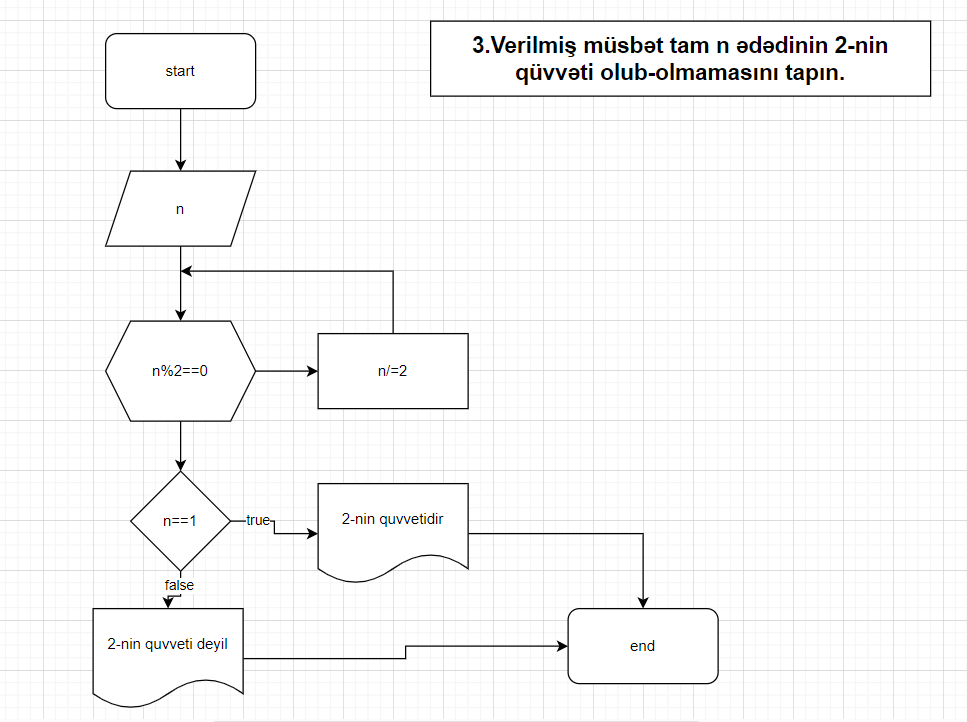 3.Verilmiş müsbət tam n ədədinin 2-nin
qüvvəti olub-olmamasını tapın.
start
n
n%2==0
n/=2
n==1
true
2-nin quvvetidir
false
2-nin quvveti deyil
end